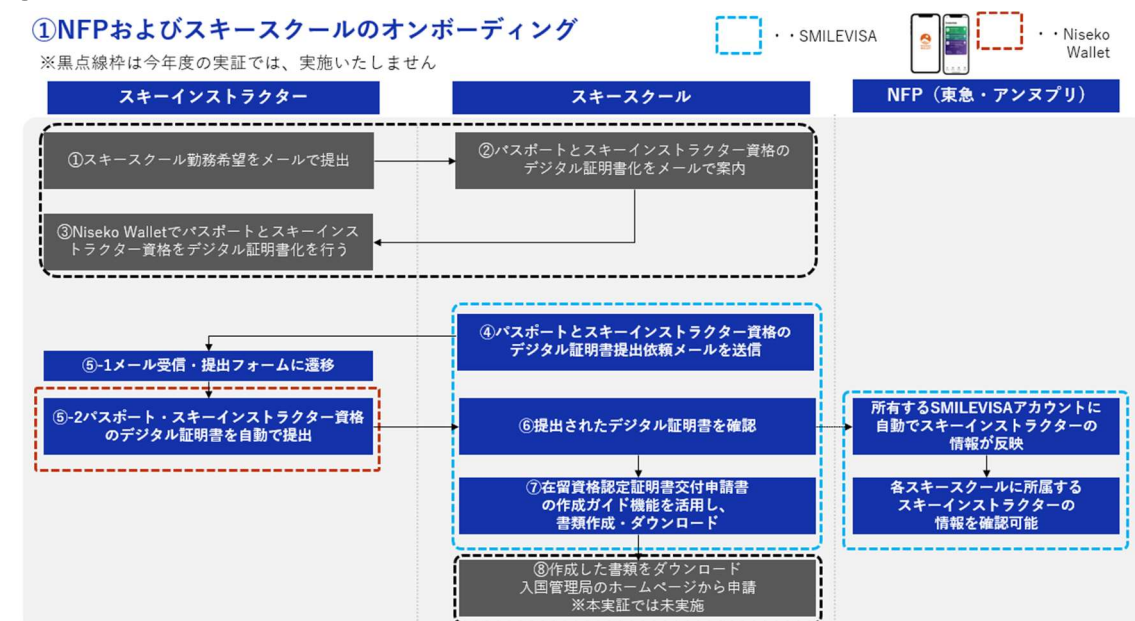 ①NFPおよびスキースクールのオンボーディング
・・SMILEVISA
・・Niseko
Wallet
※黒点線枠は今年度の実証では、実施いたしません
スキーインストラクター
スキースクール
NFP（東急・アンヌプリ）
①スキースクール勤務希望をメールで提出
②パスポートとスキーインストラクター資格の
デジタル証明書化をメールで案内
③Niseko Walletでパスポートとスキーインス
トラクター資格をデジタル証明書化を行う
④パスポートとスキーインストラクター資格の
デジタル証明書提出依頼メールを送信
⑤-1メール受信・提出フォームに遷移
⑤-2パスポート・スキーインストラクター資格
のデジタル証明書を自動で提出
⑥提出されたデジタル証明書を確認
所有するSMILEVISAアカウントに
自動でスキーインストラクターの
情報が反映
⑦在留資格認定証明書交付申請書
の作成ガイド機能を活用し、
書類作成・ダウンロード
各スキースクールに所属する
スキーインストラクターの
情報を確認可能
⑧作成した書類をダウンロード
入国管理局のホームページから申請
※本実証では未実施